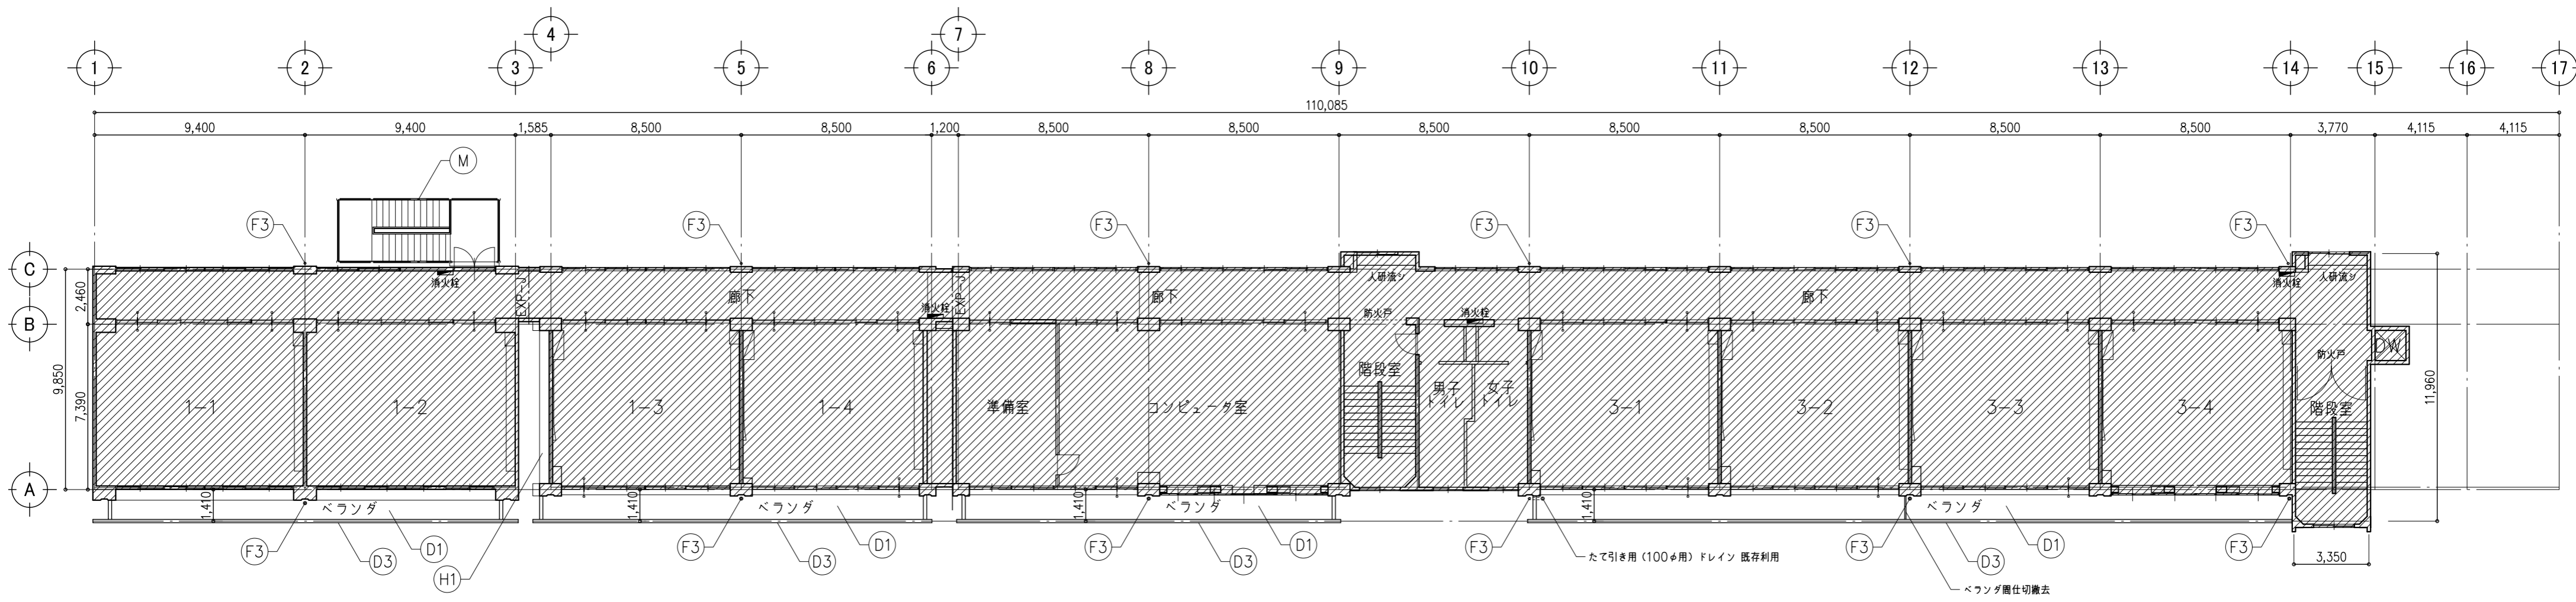 4
7
1
2
3
5
6
8
9
10
11
12
13
14
15
16
17
110,085
9,400
9,400
1,585
8,500
8,500
1,200
8,500
8,500
8,500
8,500
8,500
8,500
8,500
3,770
4,115
4,115
M
F3
F3
F3
F3
F3
F3
C
B
A
2,460
7,390
9,850
消火栓
EXP-J
廊下
消火栓
EXP-J
廊下
人研流シ
防火戸
消火栓
廊下
消火栓
人研流シ
防火戸
DW
11,960
1-1
1-2
1-3
1-4
準備室
コンピュータ室
階段室
男子
トイレ
女子
トイレ
3-1
3-2
3-3
3-4
階段室
1,410
ベランダ
1,410
ベランダ
1,410
ベランダ
1,410
ベランダ
F3
D3
D1
H1
F3
D3
D1
F3
D3
D1
F3
たて引き用(100φ用)ドレイン 既存利用
F3
D3
D1
F3
3,350
ベランダ間仕切撤去